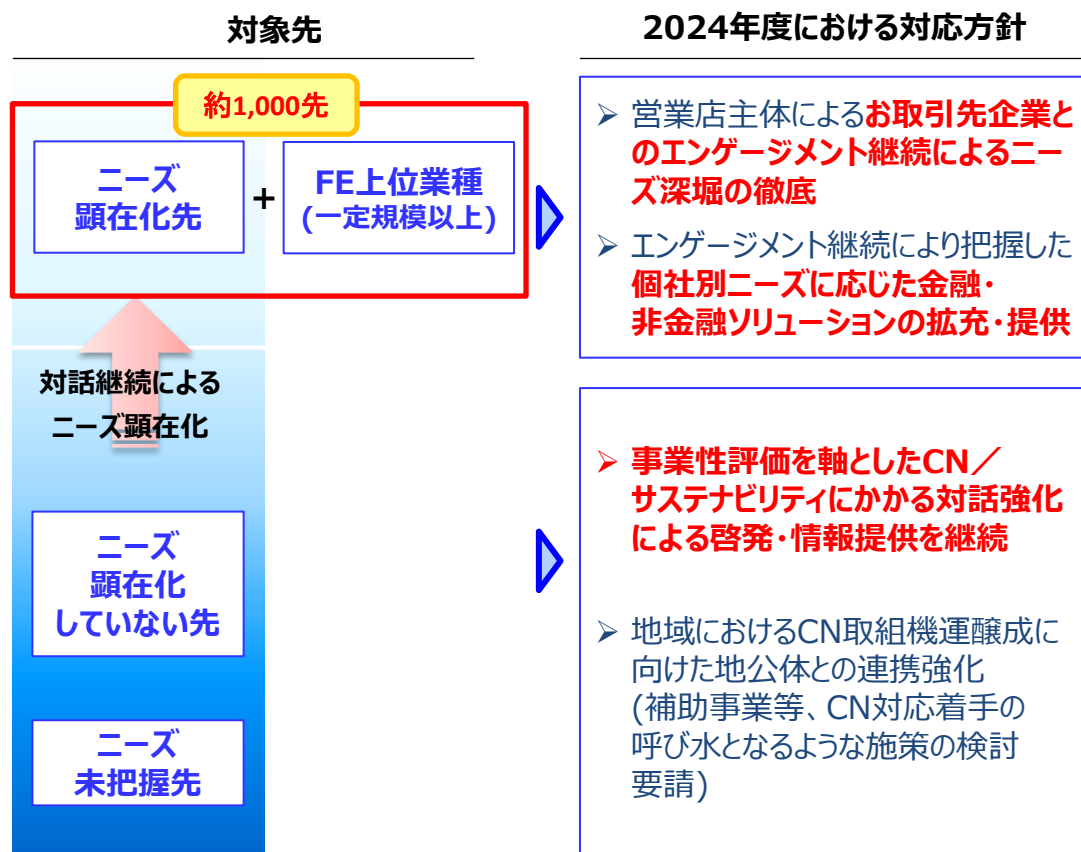 対象先
約1,000先
ニーズ
顕在化先
+
FE上位業種
(一定規模以上)
対話継続による
ニーズ顕在化
ニーズ
顕在化
していない先
ニーズ
未把握先
2024年度における対応方針
➢ 営業店主体によるお取引先企業と
のエンゲージメント継続によるニー
ズ深堀の徹底
➢ エンゲージメント継続により把握した
個社別ニーズに応じた金融・
非金融ソリューションの拡充・提供
➢ 事業性評価を軸としたCN／
サステナビリティにかかる対話強化
による啓発・情報提供を継続
➢ 地域におけるCN取組機運醸成に
向けた地公体との連携強化
(補助事業等、CN対応着手の
呼び水となるような施策の検討
要請)